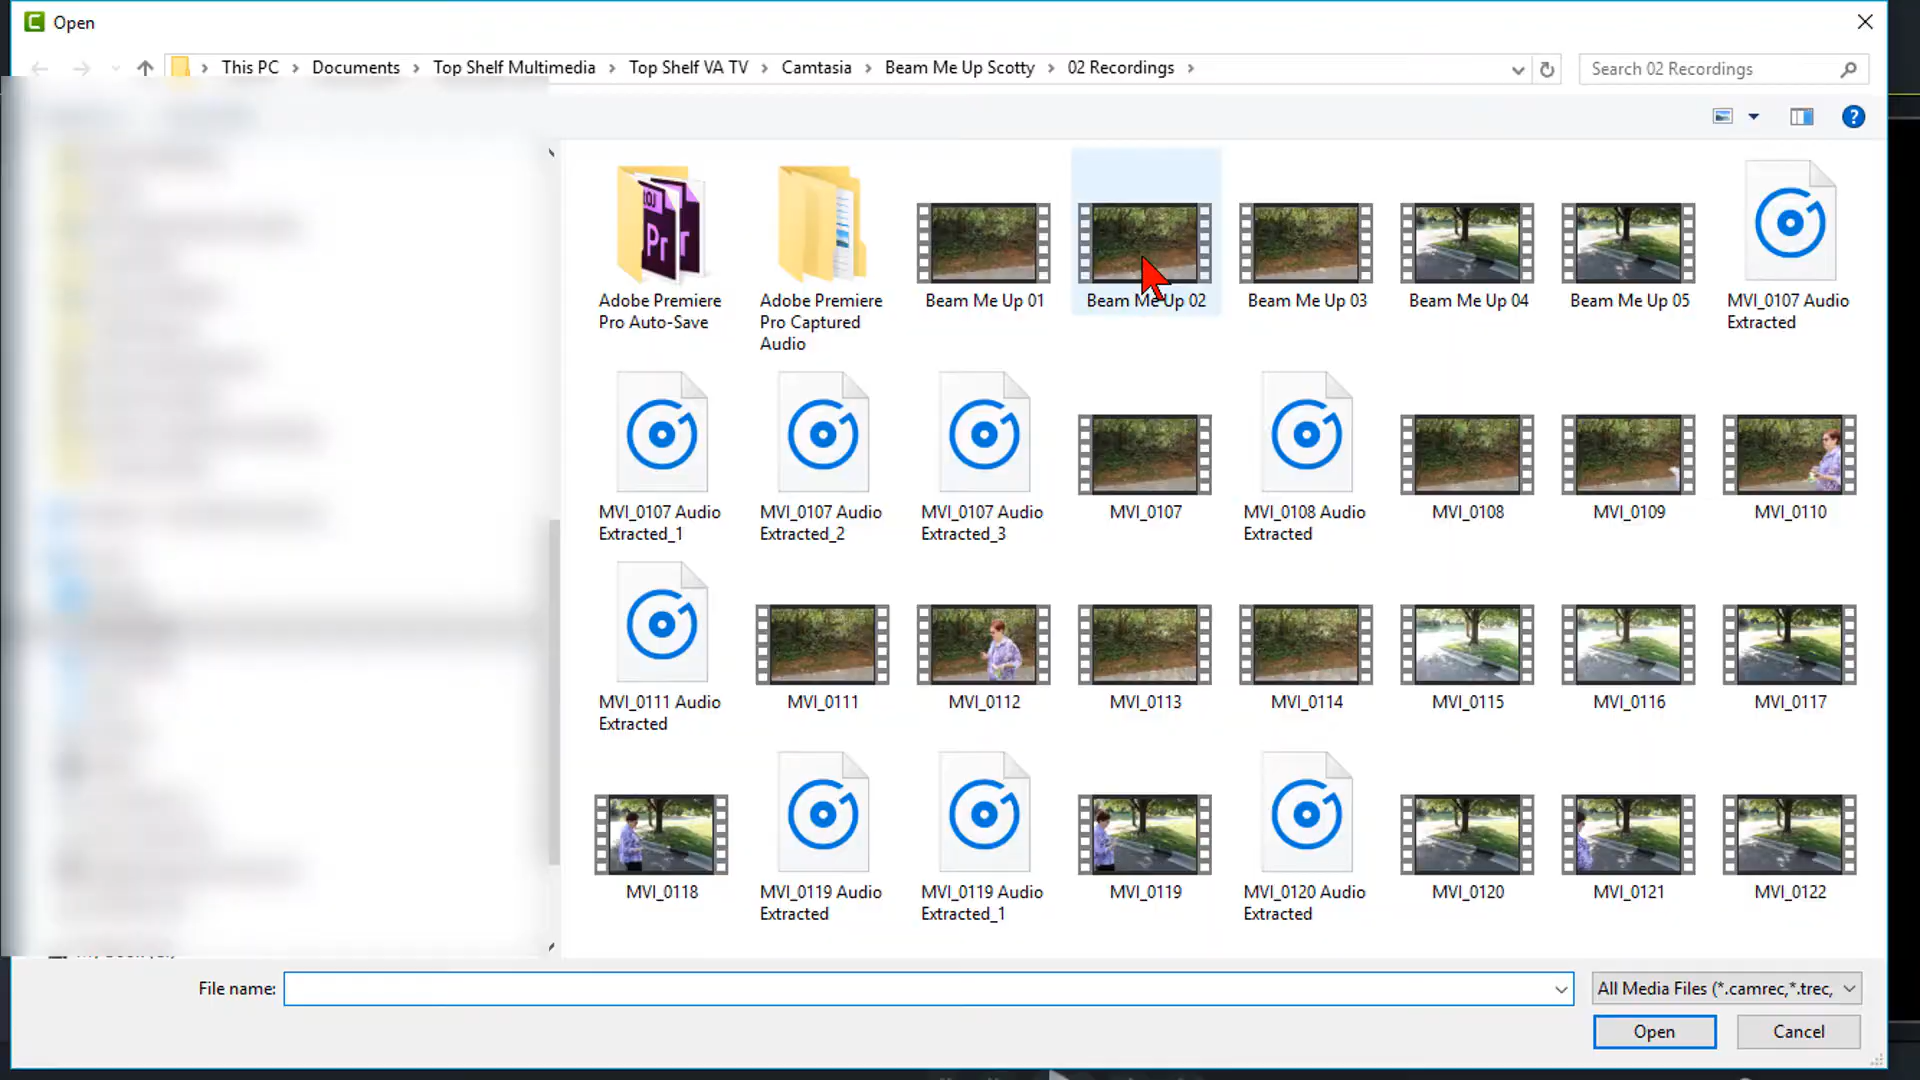 Open
This PC > Documents > Top Shelf Multimedia > Top Shelf VA TV > Camtasia > Beam Me Up Scotty > 02 Recordings >
Search 02 Recordings
Adobe Premiere
Pro Auto-Save
Adobe Premiere
Pro Captured
Audio
Beam Me Up 01
Beam Me Up 02
Beam Me Up 03
Beam Me Up 04
Beam Me Up 05
MVI_0107 Audio
Extracted
MVI_0107 Audio
Extracted_1
MVI_0107 Audio
Extracted_2
MVI_0107 Audio
Extracted_3
MVI_0107
MVI_0108 Audio
Extracted
MVI_0108
MVI_0109
MVI_0110
MVI_0111 Audio
Extracted
MVI_0111
MVI_0112
MVI_0113
MVI_0114
MVI_0115
MVI_0116
MVI_0117
MVI_0118
MVI_0119 Audio
Extracted
MVI_0119 Audio
Extracted_1
MVI_0119
MVI_0120 Audio
Extracted
MVI_0120
MVI_0121
MVI_0122
File name:
All Media Files (*.camrec,*.trec,
Open
Cancel